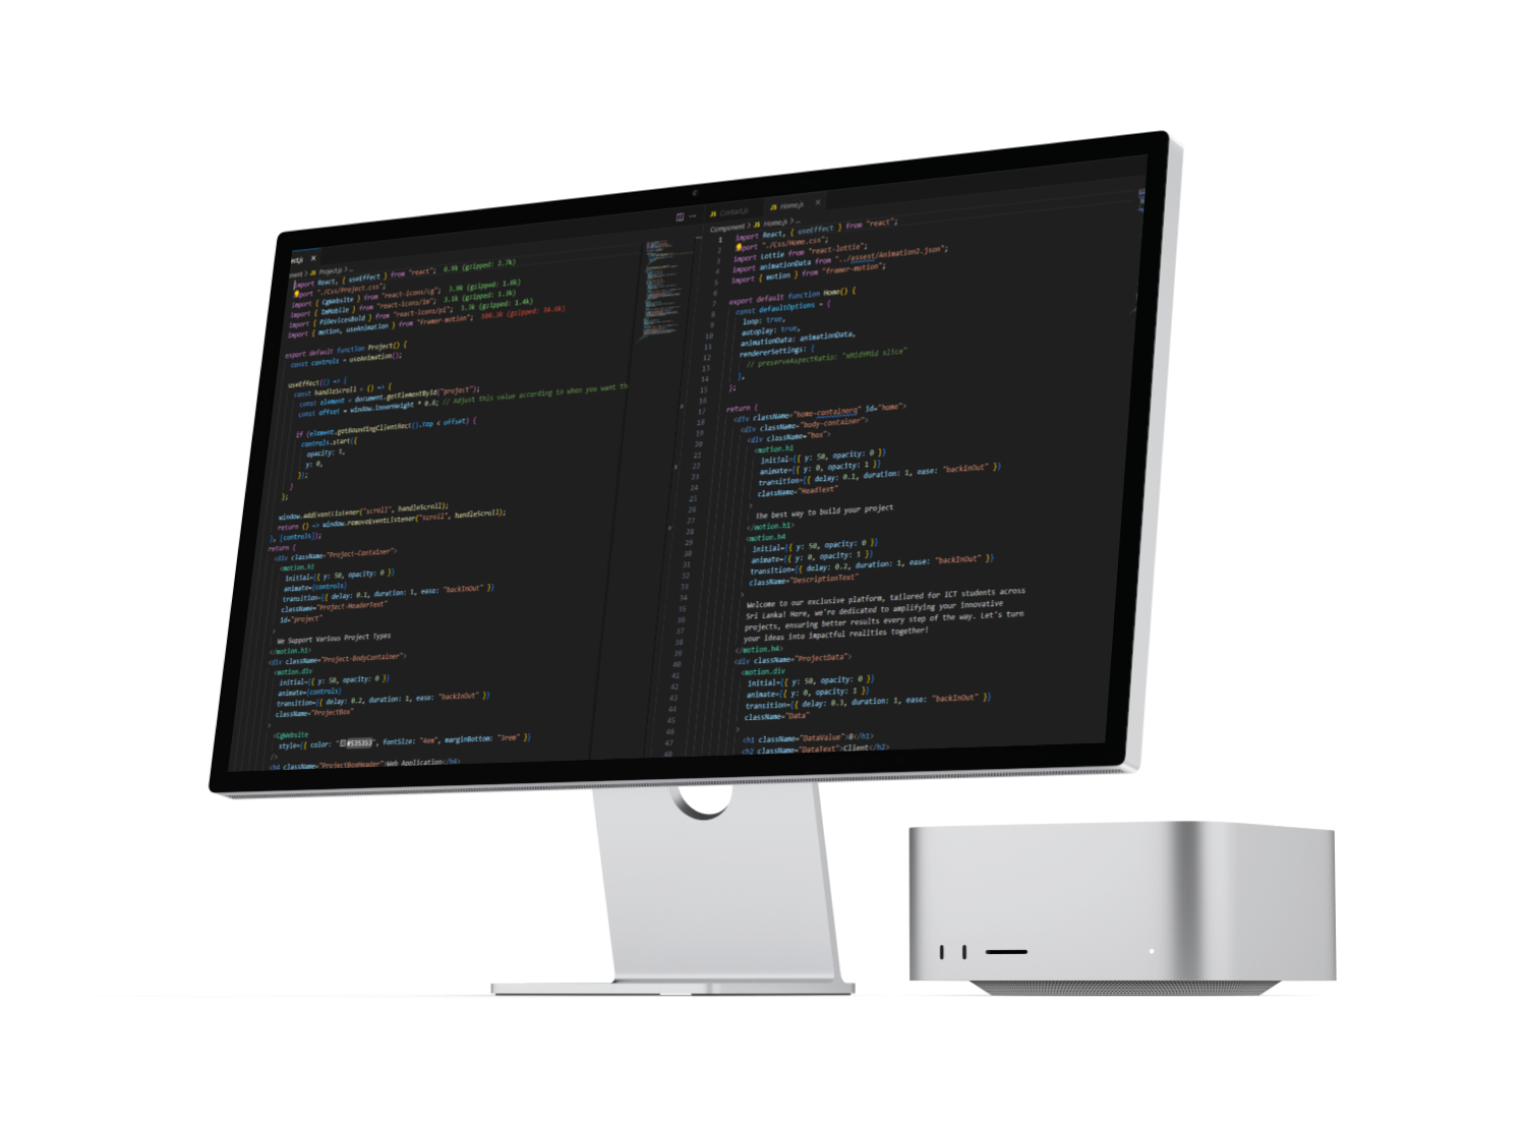 ect.js ×
nent > JS Project.js > ...
import React, { useEffect } from "react"; 6.9k (gzipped: 2.7k)
import "./Css/Project.css";
import { CgWebsite } from "react-icons/cg"; 3.9k (gzipped: 1.6k)
import { ImMobile } from "react-icons/im"; 3.1k (gzipped: 1.3k)
import { PiDevicesBold } from "react-icons/pi"; 3.3k (gzipped: 1.4k)
import { motion, useAnimation } from "framer-motion";
export default function Project() {
const controls = useAnimation();
useEffect(() => {
const handleScroll = () => {
const element = document.getElementById("project");
const offset = window.innerHeight * 0.8; // Adjust this value according to when you want th
if (element.getBoundingClientRect().top < offset) {
controls.start({
opacity: 1,
y: 0,
});
}
};
window.addEventListener("scroll", handleScroll);
return () => window.removeEventListener("scroll", handleScroll);
}, [controls]);
return (
<div className="Project-Container">
<motion.h1
initial={{ y: 50, opacity: 0 }}
animate={controls}
transition={{ delay: 0.1, duration: 1, ease: "backInOut" }}
className="Project-HeaderText"
id="project"
>
We Support Various Project Types
</motion.h1>
<div className="Project-BodyContainer">
<motion.div
initial={{ y: 50, opacity: 0 }}
animate={controls}
transition={{ delay: 0.2, duration: 1, ease: "backInOut" }}
className="ProjectBox"
>
<CgWebsite
style={{ color: "#535353", fontSize: "4em", marginBottom: "3rem" }}
/>
<h4 className="ProjectBoxHeader">Web Application</h4>
JS Contact.js JS Home.js ×
Component > JS Home.js > ...
1 import React, { useEffect } from "react";
2 import "./Css/Home.css";
3 import Lottie from "react-lottie";
4 import animationData from "../assest/Animation2.json";
5 import { motion } from "framer-motion";
6
7 export default function Home() {
8 const defaultOptions = {
9 loop: true,
10 autoplay: true,
11 animationData: animationData,
12 rendererSettings: {
13 // preserveAspectRatio: "xMidYMid slice"
14 },
15 };
16
17 return (
18 <div className="home-containerq" id="home">
19 <div className="body-container">
20 <div className="box">
21 <motion.h1
22 initial={{ y: 50, opacity: 0 }}
23 animate={{ y: 0, opacity: 1 }}
24 transition={{ delay: 0.1, duration: 1, ease: "backInOut" }}
25 className="HeadText"
26 >
27 The best way to build your project
28 </motion.h1>
29 <motion.h4
30 initial={{ y: 50, opacity: 0 }}
31 animate={{ y: 0, opacity: 1 }}
32 transition={{ delay: 0.2, duration: 1, ease: "backInOut" }}
33 className="DescriptionText"
34 >
35 Welcome to our exclusive platform, tailored for ICT students across
36 Sri Lanka! Here, we're dedicated to amplifying your innovative
37 projects, ensuring better results every step of the way. Let's turn
38 your ideas into impactful realities together!
39 </motion.h4>
40 <div className="ProjectData">
41 <motion.div
42 initial={{ y: 50, opacity: 0 }}
43 animate={{ y: 0, opacity: 1 }}
44 transition={{ delay: 0.3, duration: 1, ease: "backInOut" }}
45 className="Data"
46 >
47 <h1 className="DataValue">8</h1>
48 <h2 className="DataText">Client</h2>